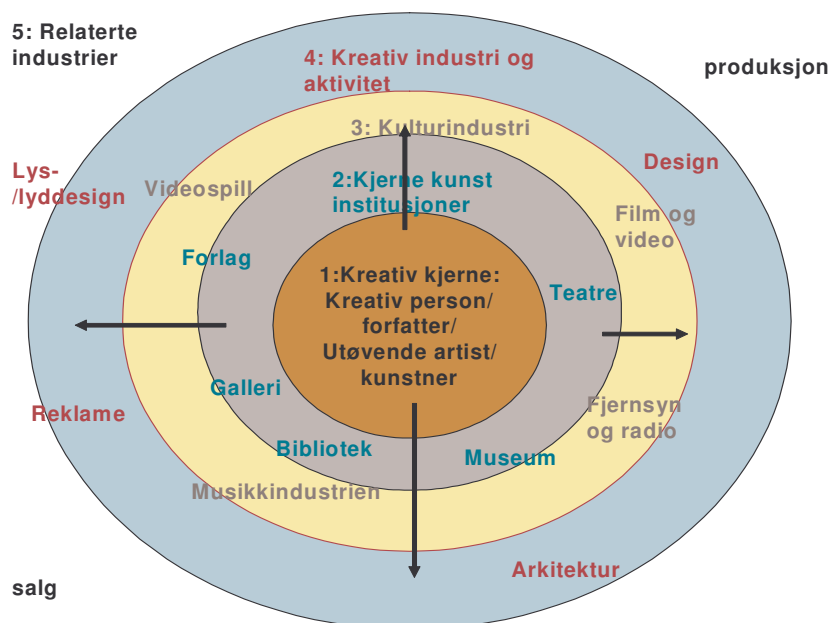 5: Relaterte
industrier
4: Kreativ industri og
aktivitet
produksjon
3: Kulturindustri
Design
Lys-
/lyddesign
Videospill
2:Kjerne kunst
institusjoner
Film og
video
Forlag
1:Kreativ kjerne:
Kreativ person/
forfatter/
Utøvende artist/
kunstner
Teatre
Galleri
Reklame
Fjernsyn
og radio
Bibliotek
Museum
Musikkindustrien
Arkitektur
salg